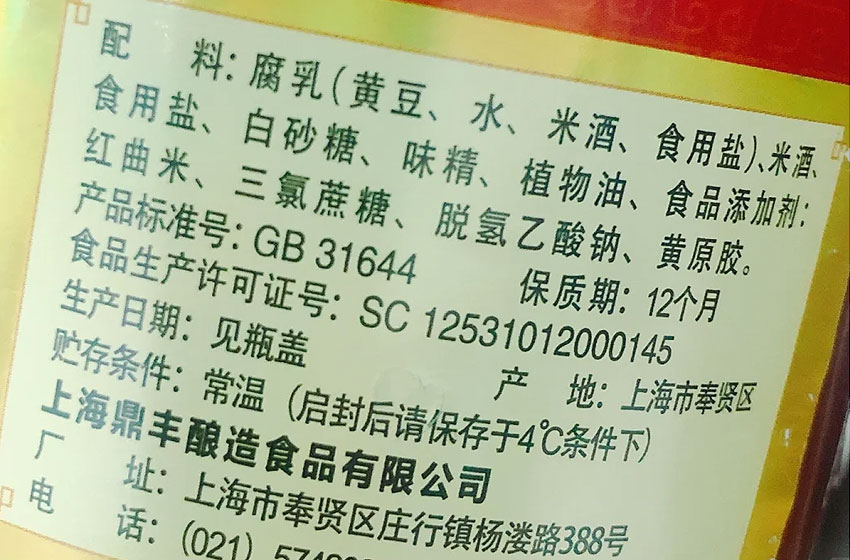 配 料：腐乳（黄豆、水、米酒、食用盐）、米酒、
食用盐、白砂糖、味精、植物油、食品添加剂：
红曲米、三氯蔗糖、脱氢乙酸钠、黄原胶。
产品标准号：GB 31644 保质期：12个月
食品生产许可证号：SC 12531012000145
生产日期：见瓶盖 产 地：上海市奉贤区
贮存条件：常温（启封后请保存于4℃条件下）
上海鼎丰酿造食品有限公司
厂 址：上海市奉贤区庄行镇杨溇路388号
电 话：(021)